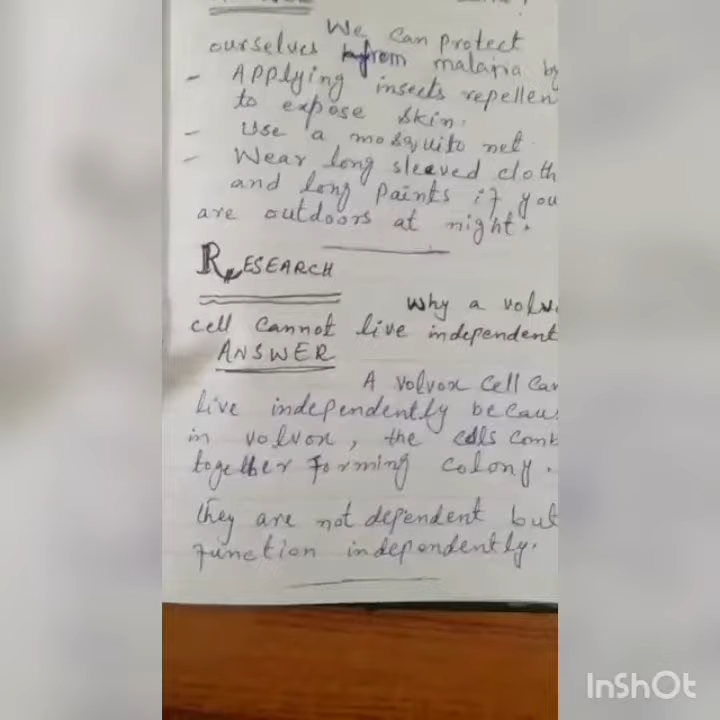 We can protect
ourselves from malaria by
- Applying insects repellen
to expose skin.
- Use a mosquito net.
- Wear long sleeved cloth
and long paints if you
are outdoors at night.
RESEARCH
Why a volv
cell cannot live independent
ANSWER
A volvox cell can
live independently becau
in volvox, the cells comb
together forming colony.
They are not dependent but
function independently.
InShOt